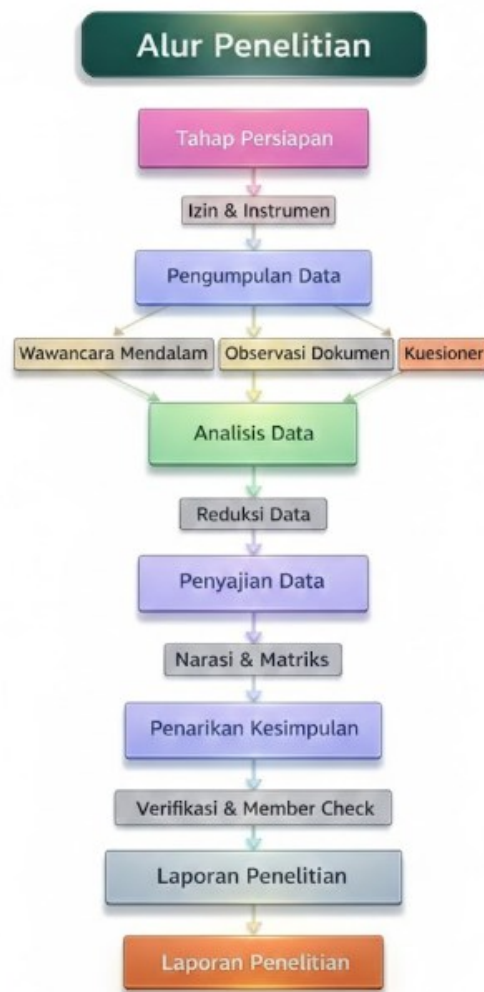 Alur Penelitian
Tahap Persiapan
Izin & Instrumen
Pengumpulan Data
Wawancara Mendalam
Observasi Dokumen
Kuesioner
Analisis Data
Reduksi Data
Penyajian Data
Narasi & Matriks
Penarikan Kesimpulan
Verifikasi & Member Check
Laporan Penelitian
Laporan Penelitian